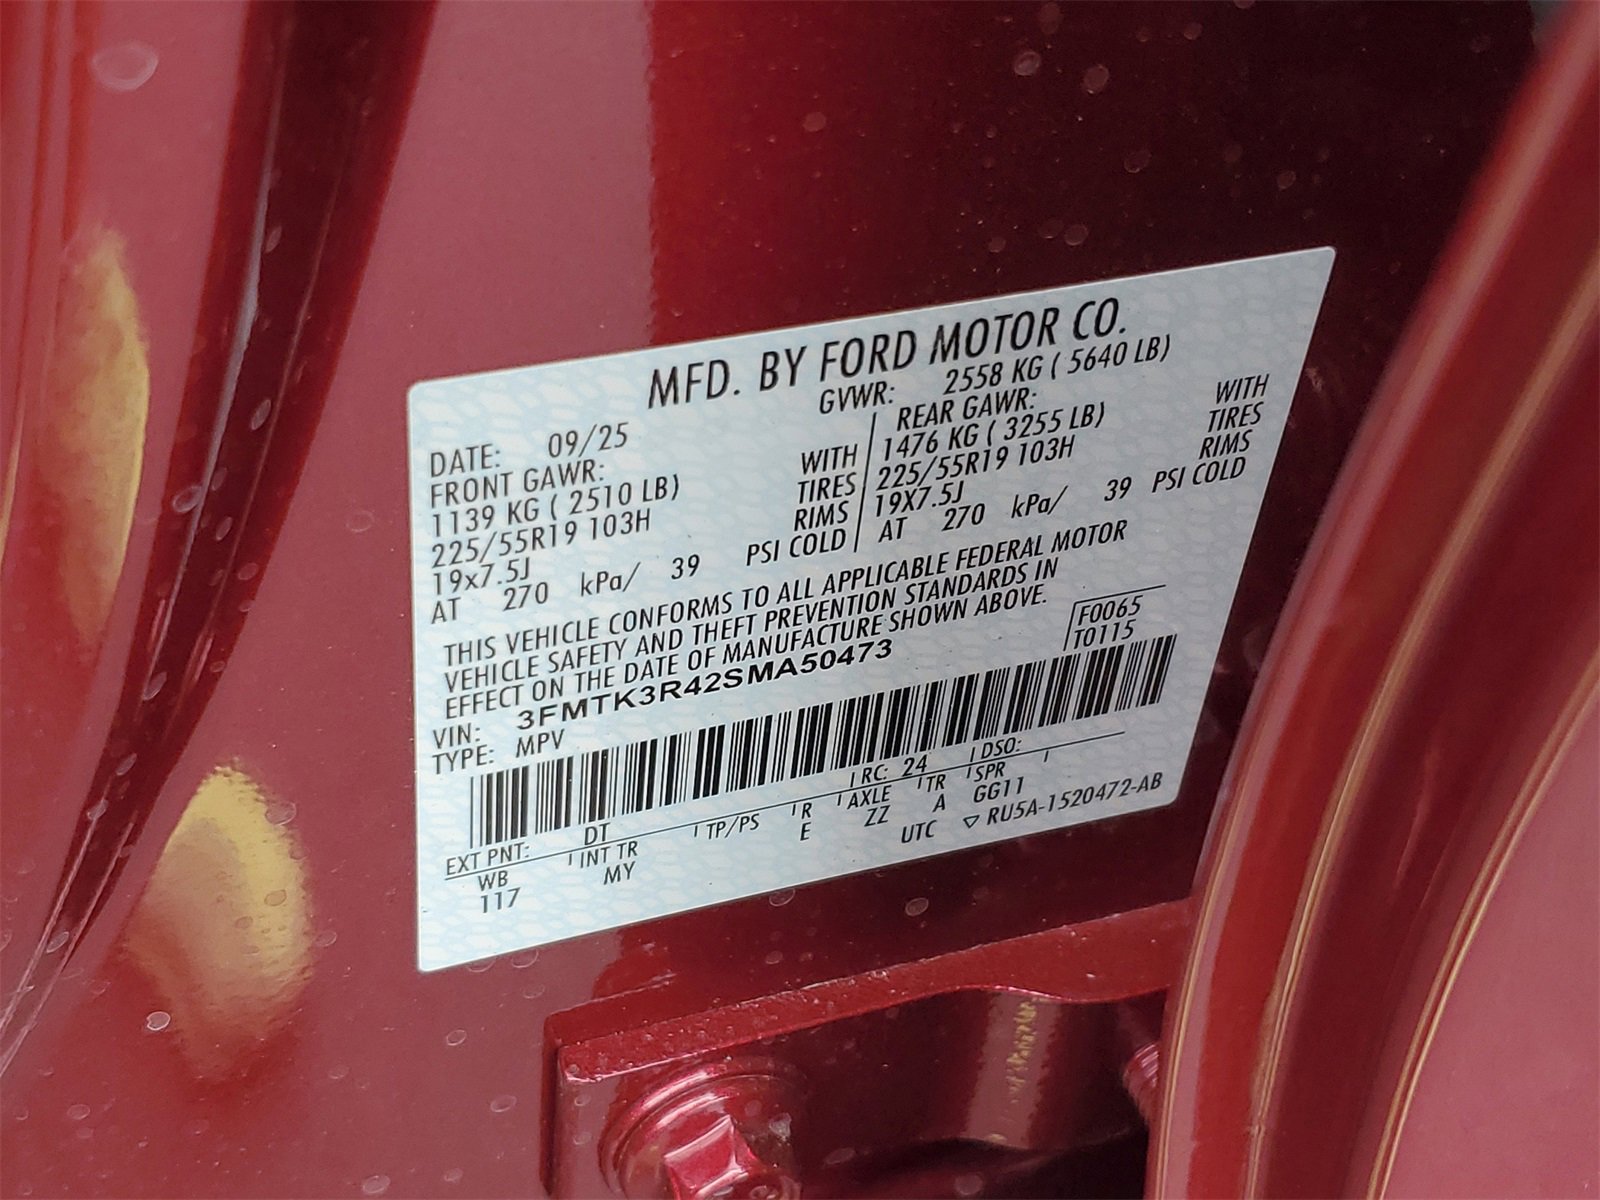 MFD. BY FORD MOTOR CO.
DATE: 09/25 GVWR: 2558 KG ( 5640 LB)
FRONT GAWR: REAR GAWR:
1139 KG ( 2510 LB) WITH 1476 KG ( 3255 LB) WITH
225/55R19 103H TIRES 225/55R19 103H TIRES
19x7.5J RIMS 19X7.5J RIMS
AT 270 kPa/ 39 PSI COLD AT 270 kPa/ 39 PSI COLD
THIS VEHICLE CONFORMS TO ALL APPLICABLE FEDERAL MOTOR
VEHICLE SAFETY AND THEFT PREVENTION STANDARDS IN
EFFECT ON THE DATE OF MANUFACTURE SHOWN ABOVE.
VIN: 3FMTK3R42SMA50473 F0065
TYPE: MPV T0115
EXT PNT: DT RC: 24 DSO:
WB INT TR TP/PS R AXLE TR SPR
117 MY E ZZ A GG11
UTC ▽ RU5A-1520472-AB